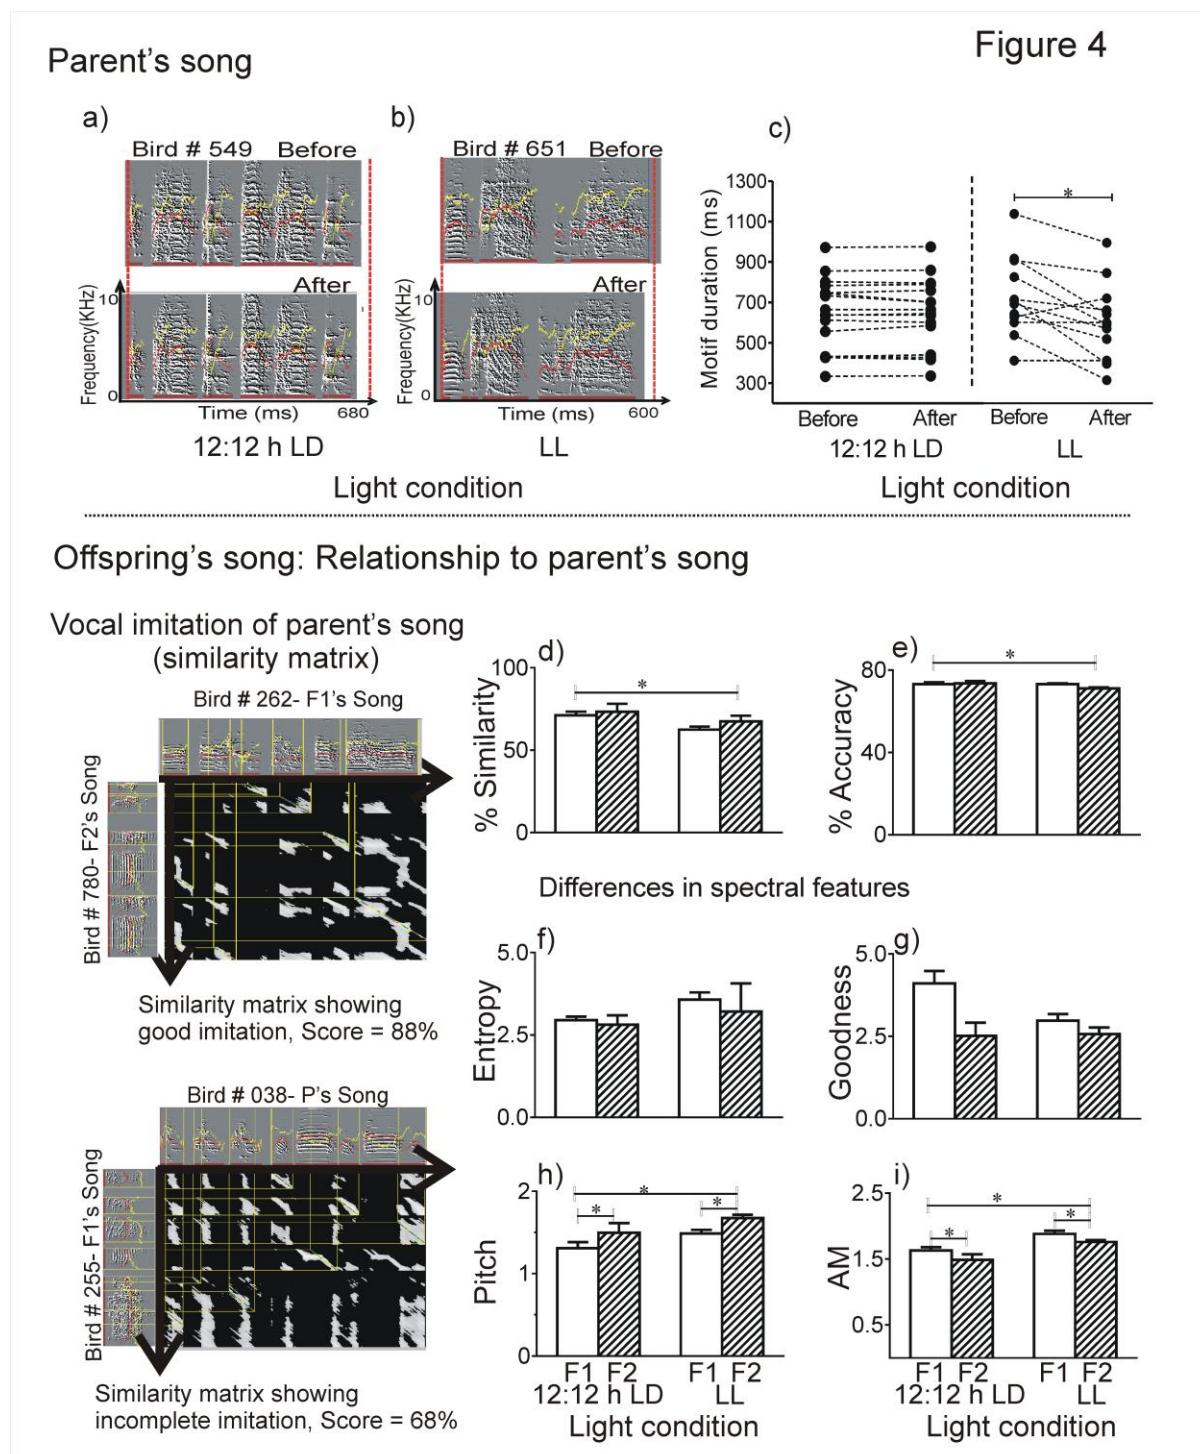 Figure 4
Parent's song
a)
Bird # 549 Before
After
10
0
Frequency(KHz)
Time (ms) 680
12:12 h LD
b)
Bird # 651 Before
After
10
0
Frequency(KHz)
Time (ms) 600
LL
Light condition
c)
Motif duration (ms)
1300
1100
900
700
500
300
*
Before After Before After
12:12 h LD LL
Light condition
Offspring's song: Relationship to parent's song
Vocal imitation of parent's song
(similarity matrix)
Bird # 262- F1's Song
Bird # 780- F2's Song
Similarity matrix showing
good imitation, Score = 88%
Bird # 038- P's Song
Bird # 255- F1's Song
Similarity matrix showing
incomplete imitation, Score = 68%
d)
% Similarity
100
50
0
*
e)
% Accuracy
80
40
0
*
Differences in spectral features
f)
Entropy
5.0
2.5
0.0
g)
Goodness
5.0
2.5
0.0
h)
Pitch
2
1
0
*
* *
F1 F2 F1 F2
12:12 h LD LL
Light condition
i)
AM
2.5
1.5
0.5
*
* *
F1 F2 F1 F2
12:12 h LD LL
Light condition